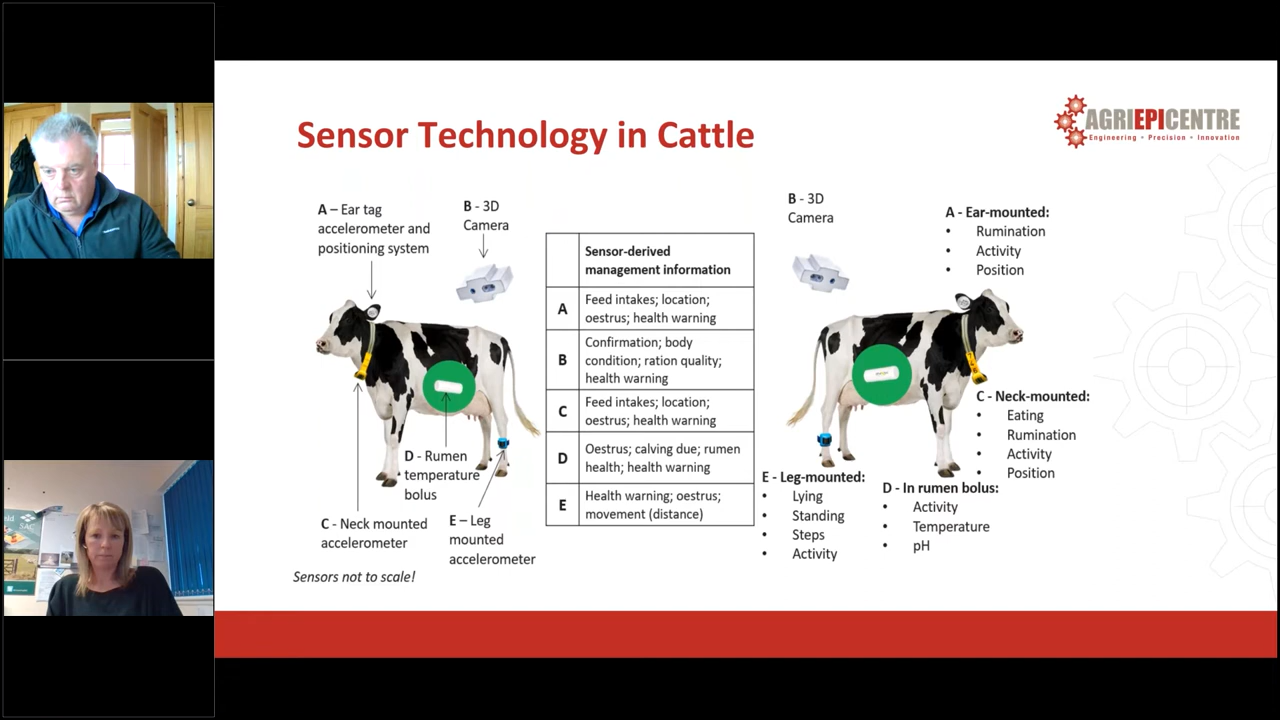 Sensor Technology in Cattle
AGRIEPICENTRE
Engineering • Precision • Innovation
A – Ear tag
accelerometer and
positioning system
B - 3D
Camera
D - Rumen
temperature
bolus
C - Neck mounted
accelerometer
E – Leg
mounted
accelerometer
Sensors not to scale!
Sensor-derived
management information
A
Feed intakes; location;
oestrus; health warning
B
Confirmation; body
condition; ration quality;
health warning
C
Feed intakes; location;
oestrus; health warning
D
Oestrus; calving due; rumen
health; health warning
E
Health warning; oestrus;
movement (distance)
B - 3D
Camera
A - Ear-mounted:
• Rumination
• Activity
• Position
C - Neck-mounted:
• Eating
• Rumination
• Activity
• Position
E - Leg-mounted:
• Lying
• Standing
• Steps
• Activity
D - In rumen bolus:
• Activity
• Temperature
• pH
SAC